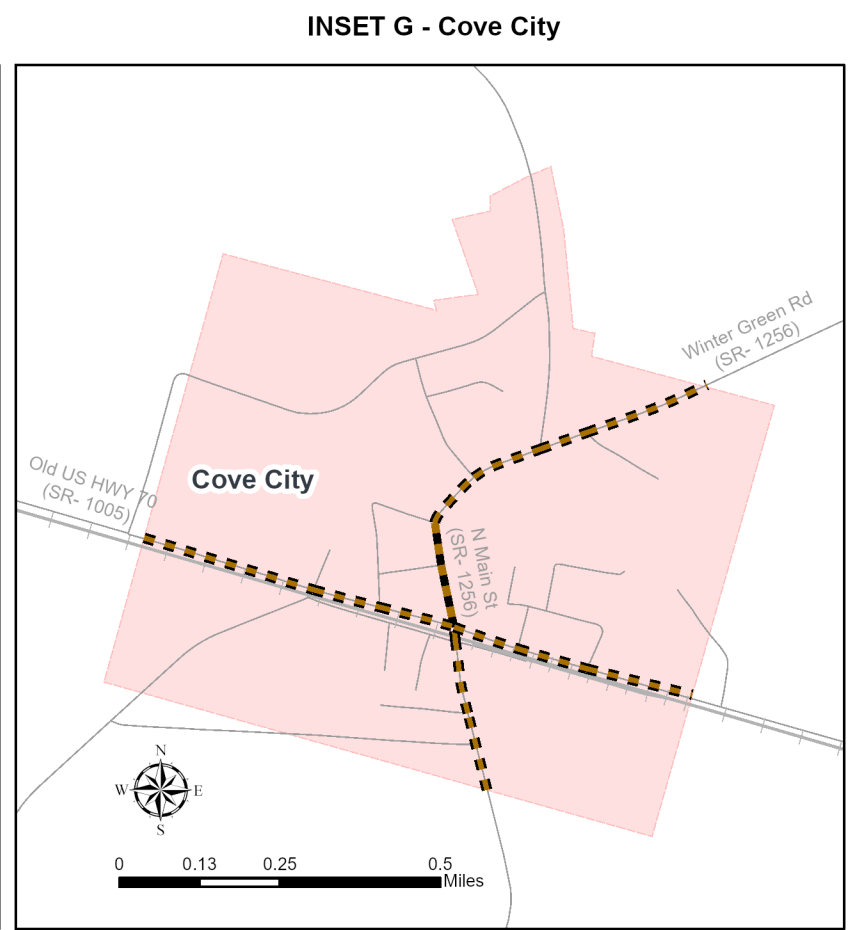 INSET G - Cove City
Winter Green Rd
(SR- 1256)
Old US HWY 70
(SR- 1005)
Cove City
N Main St
(SR- 1256)
N
W
E
S
0
0.13
0.25
0.5
Miles